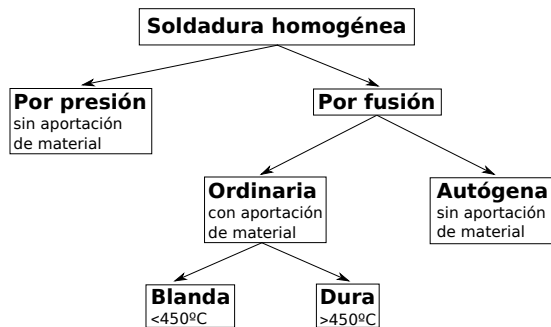 Soldadura homogénea
Por presión
sin aportación
de material
Por fusión
Ordinaria
con aportación
de material
Autógena
sin aportación
de material
Blanda
<450ºC
Dura
>450ºC